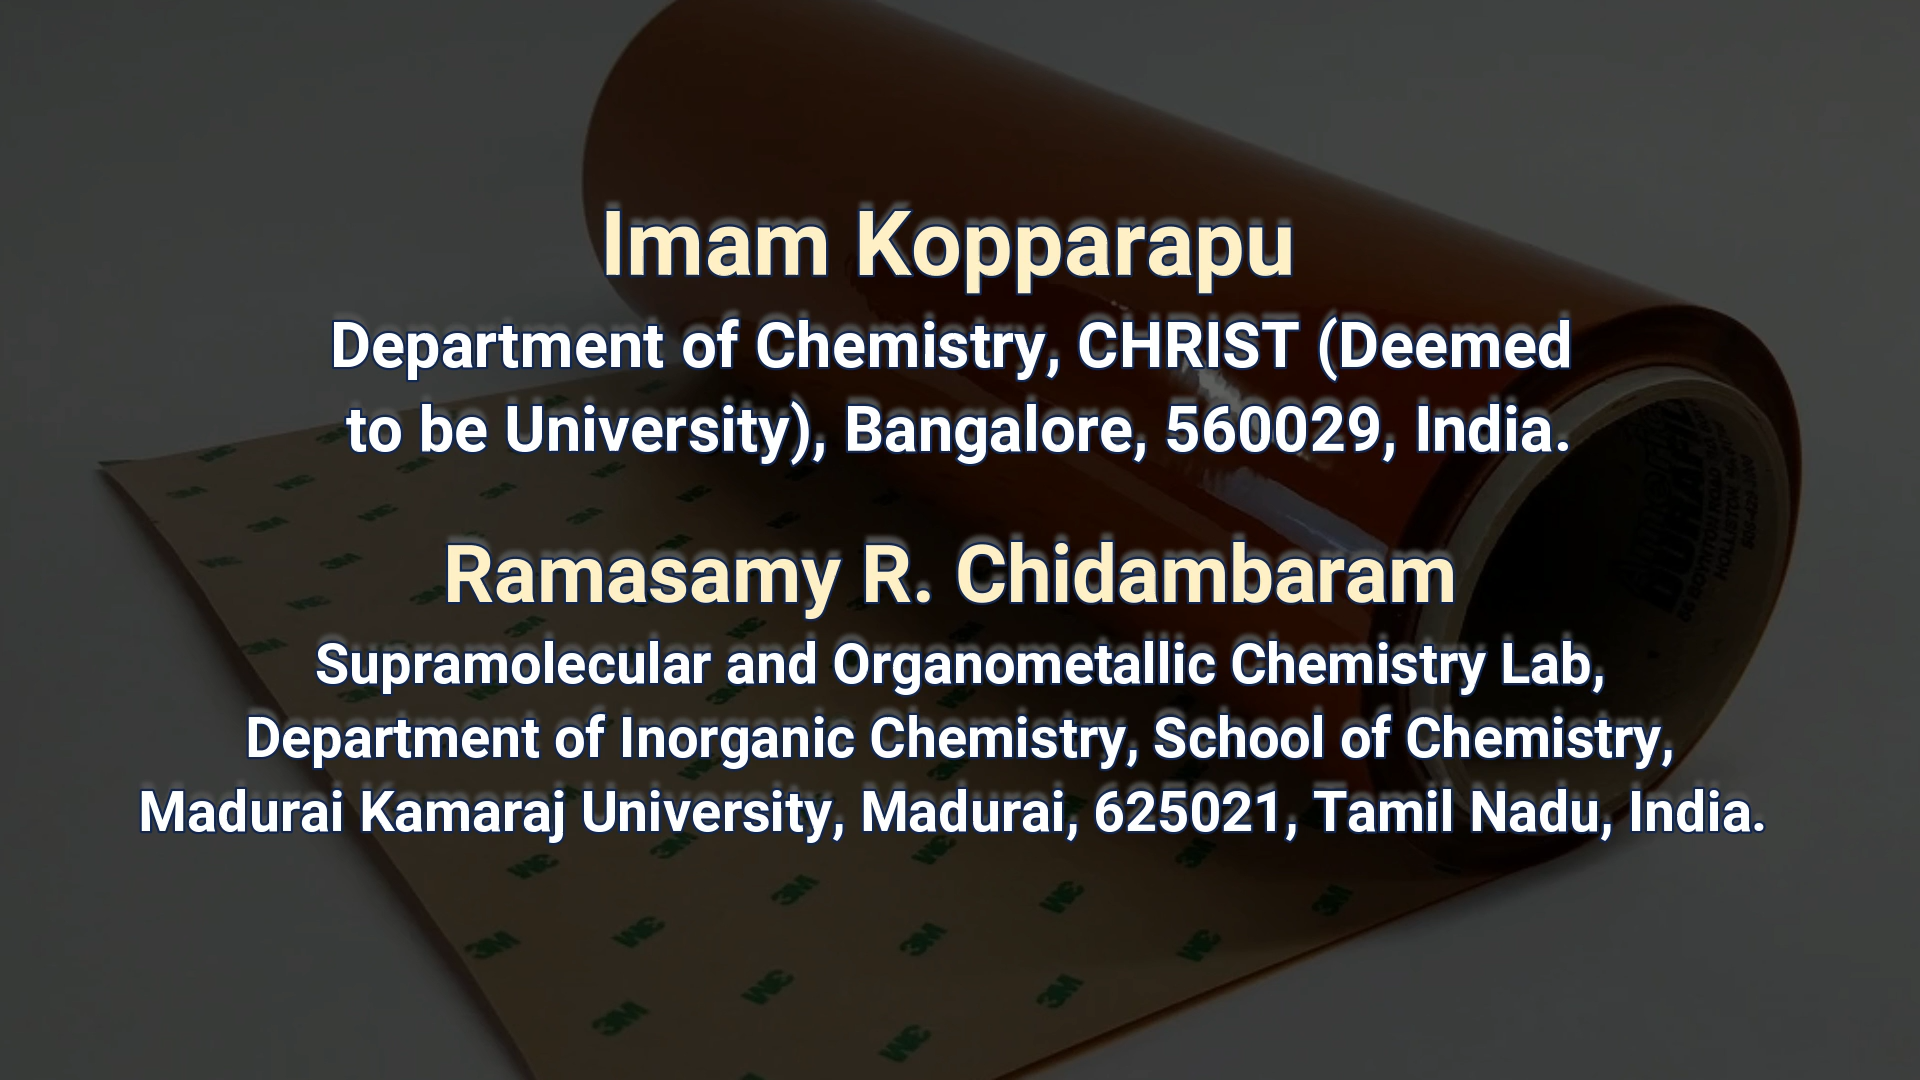 Imam Kopparapu
Department of Chemistry, CHRIST (Deemed
to be University), Bangalore, 560029, India.
Ramasamy R. Chidambaram
Supramolecular and Organometallic Chemistry Lab,
Department of Inorganic Chemistry, School of Chemistry,
Madurai Kamaraj University, Madurai, 625021, Tamil Nadu, India.
3M